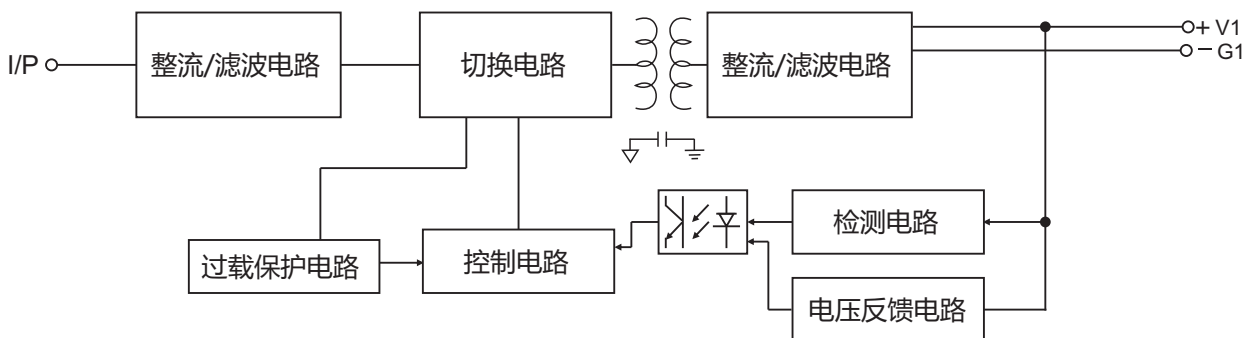 + V1
I/P
整流/滤波电路
切换电路
整流/滤波电路
- G1
检测电路
过载保护电路
控制电路
电压反馈电路